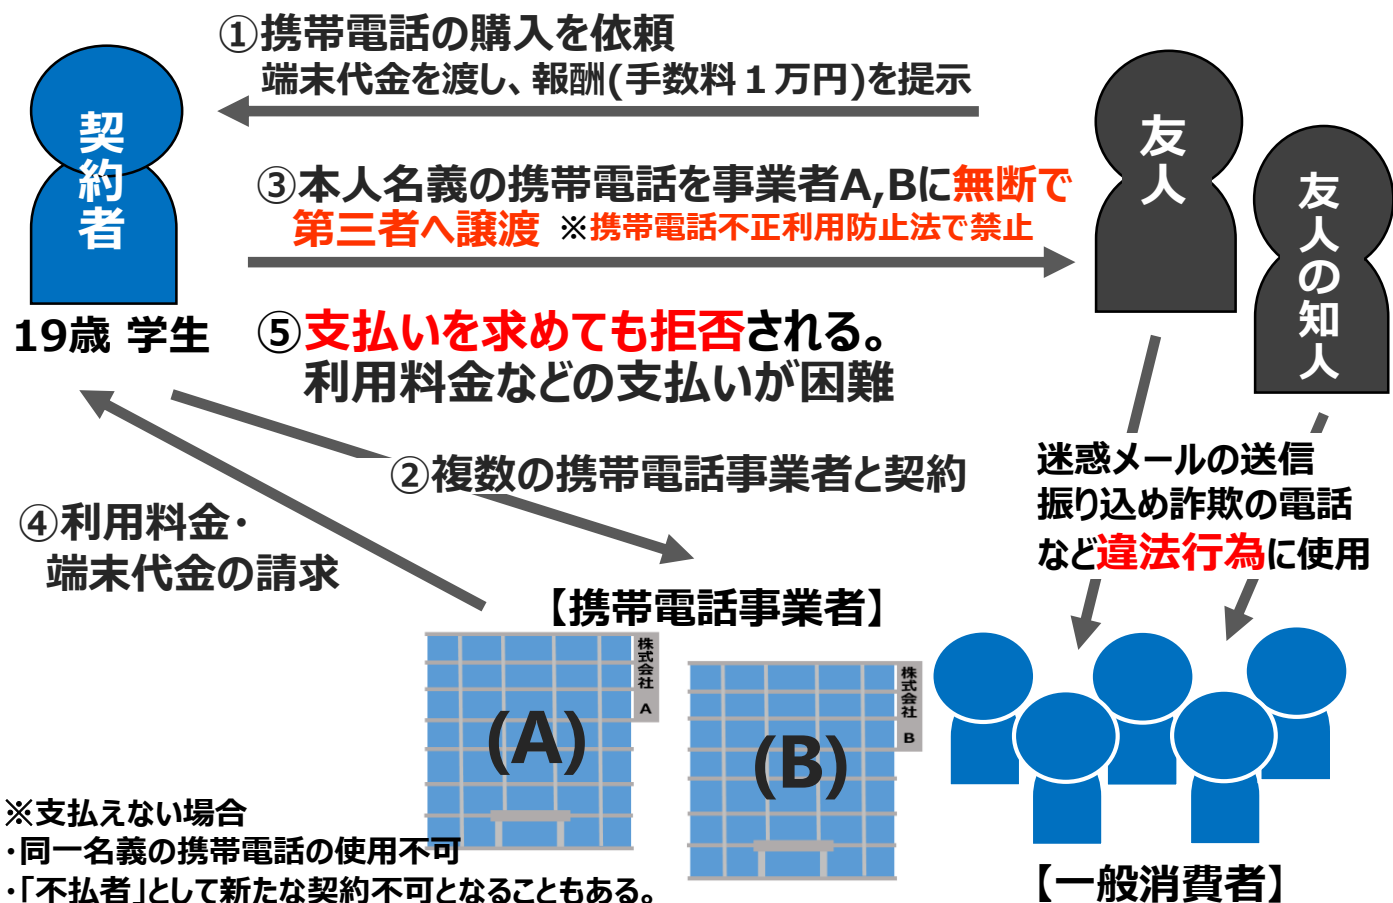 ①携帯電話の購入を依頼
端末代金を渡し、報酬(手数料１万円)を提示
契約者
友人
友人の知人
③本人名義の携帯電話を事業者A,Bに無断で
第三者へ譲渡 ※携帯電話不正利用防止法で禁止
19歳 学生
⑤支払いを求めても拒否される。
利用料金などの支払いが困難
②複数の携帯電話事業者と契約
迷惑メールの送信
振り込め詐欺の電話
など違法行為に使用
④利用料金・
端末代金の請求
【携帯電話事業者】
株式会社 A
(A)
株式会社 B
(B)
※支払えない場合
・同一名義の携帯電話の使用不可
・「不払者」として新たな契約不可となることもある。
【一般消費者】